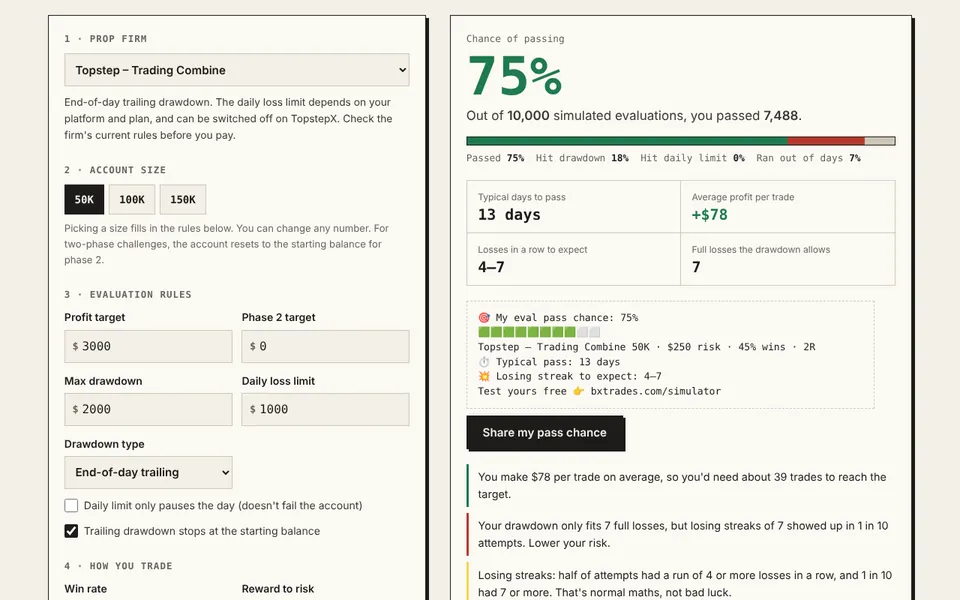 1 · PROP FIRM
Topstep – Trading Combine
End-of-day trailing drawdown. The daily loss limit depends on your
platform and plan, and can be switched off on TopstepX. Check the
firm's current rules before you pay.
2 · ACCOUNT SIZE
50K 100K 150K
Picking a size fills in the rules below. You can change any number. For
two-phase challenges, the account resets to the starting balance for
phase 2.
3 · EVALUATION RULES
Profit target Phase 2 target
$ 3000 $ 0
Max drawdown Daily loss limit
$ 2000 $ 1000
Drawdown type
End-of-day trailing
Daily limit only pauses the day (doesn't fail the account)
Trailing drawdown stops at the starting balance
4 · HOW YOU TRADE
Win rate Reward to risk
Chance of passing
75%
Out of 10,000 simulated evaluations, you passed 7,488.
Passed 75% Hit drawdown 18% Hit daily limit 0% Ran out of days 7%
Typical days to pass
13 days
Average profit per trade
+$78
Losses in a row to expect
4–7
Full losses the drawdown allows
7
🎯 My eval pass chance: 75%
🟩🟩🟩🟩🟩🟩🟩🟩⬜⬜
Topstep – Trading Combine 50K · $250 risk · 45% wins · 2R
⏱️ Typical pass: 13 days
💥 Losing streak to expect: 4–7
Test yours free 👉 bxtrades.com/simulator
Share my pass chance
You make $78 per trade on average, so you'd need about 39 trades to reach the
target.
Your drawdown only fits 7 full losses, but losing streaks of 7 showed up in 1 in 10
attempts. Lower your risk.
Losing streaks: half of attempts had a run of 4 or more losses in a row, and 1 in 10
had 7 or more. That's normal maths, not bad luck.